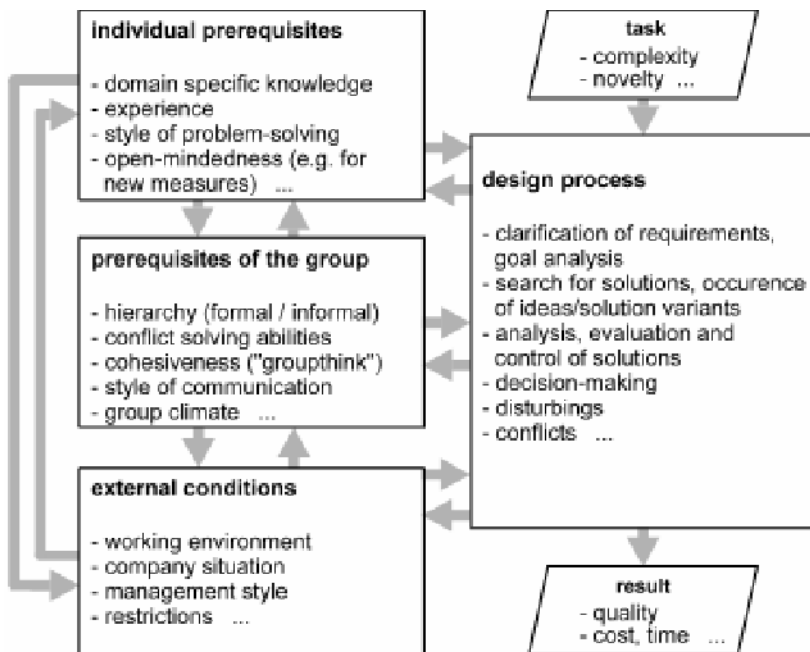 individual prerequisites
- domain specific knowledge
- experience
- style of problem-solving
- open-mindedness (e.g. for
new measures) ...
prerequisites of the group
- hierarchy (formal / informal)
- conflict solving abilities
- cohesiveness ("groupthink")
- style of communication
- group climate ...
external conditions
- working environment
- company situation
- management style
- restrictions ...
task
- complexity
- novelty ...
design process
- clarification of requirements,
goal analysis
- search for solutions, occurence
of ideas/solution variants
- analysis, evaluation and
control of solutions
- decision-making
- disturbings
- conflicts ...
result
- quality
- cost, time ...